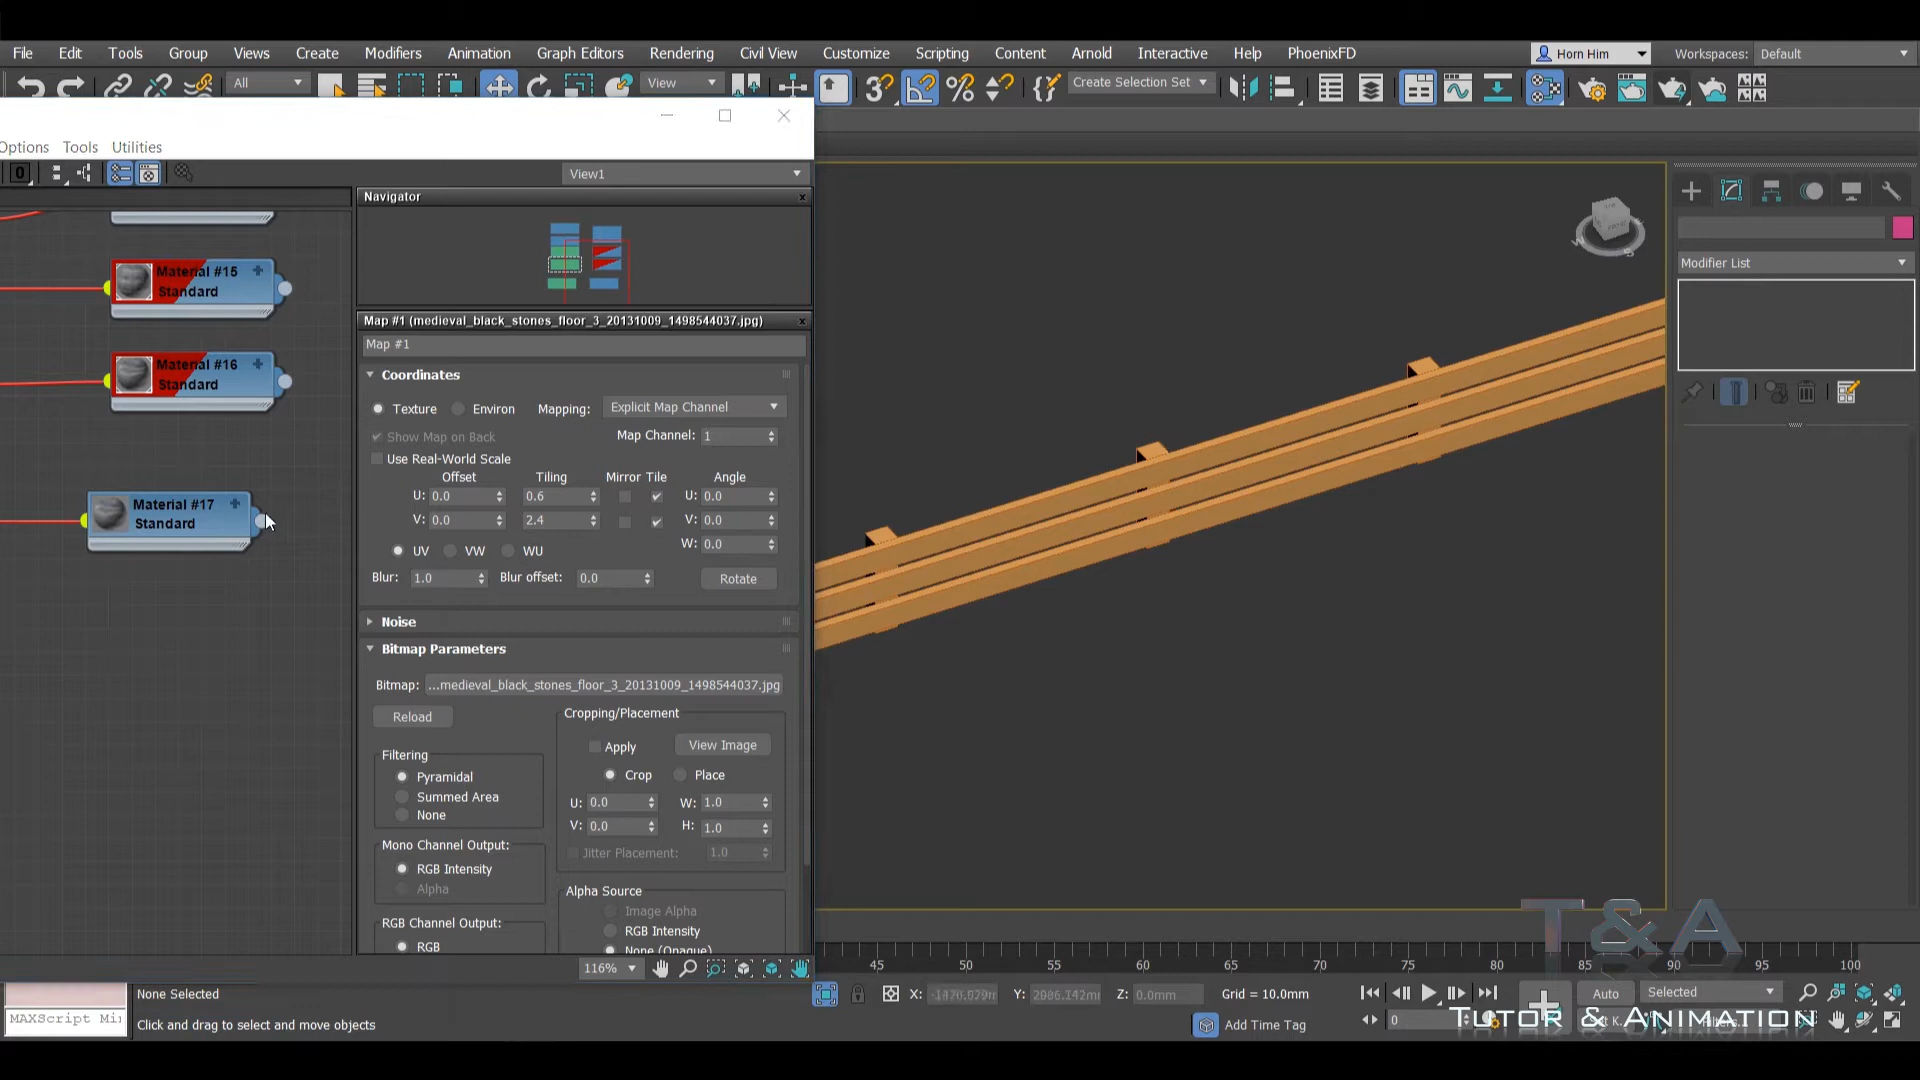 File Edit Tools Group Views Create Modifiers Animation Graph Editors Rendering Civil View Customize Scripting Content Arnold Interactive Help PhoenixFD Horn Him Workspaces: Default
All View Create Selection Set
Options Tools Utilities
0 View1
Navigator
Material #15
Standard
Material #16
Standard
Material #17
Standard
Map #1 (medieval_black_stones_floor_3_20131009_1498544037.jpg)
Map #1
Coordinates
Texture Environ Mapping: Explicit Map Channel
Show Map on Back Map Channel: 1
Use Real-World Scale
Offset Tiling Mirror Tile Angle
U: 0.0 0.6 U: 0.0
V: 0.0 2.4 V: 0.0
W: 0.0
UV VW WU
Blur: 1.0 Blur offset: 0.0 Rotate
Noise
Bitmap Parameters
Bitmap: ...medieval_black_stones_floor_3_20131009_1498544037.jpg
Reload
Cropping/Placement
Apply View Image
Crop Place
U: 0.0 W: 1.0
V: 0.0 H: 1.0
Jitter Placement: 1.0
Filtering
Pyramidal
Summed Area
None
Mono Channel Output:
RGB Intensity
Alpha
Alpha Source
Image Alpha
RGB Intensity
None (Opaque)
RGB Channel Output:
RGB
116%
Modifier List
T&A
45 50 55 60 65 70 75 80 85 90 95 100
None Selected
X: -1470.029m Y: 2986.142m Z: 0.0mm Grid = 10.0mm
Auto Selected
MAXScript Mi
Click and drag to select and move objects
Add Time Tag
0
TUTOR & ANIMATION